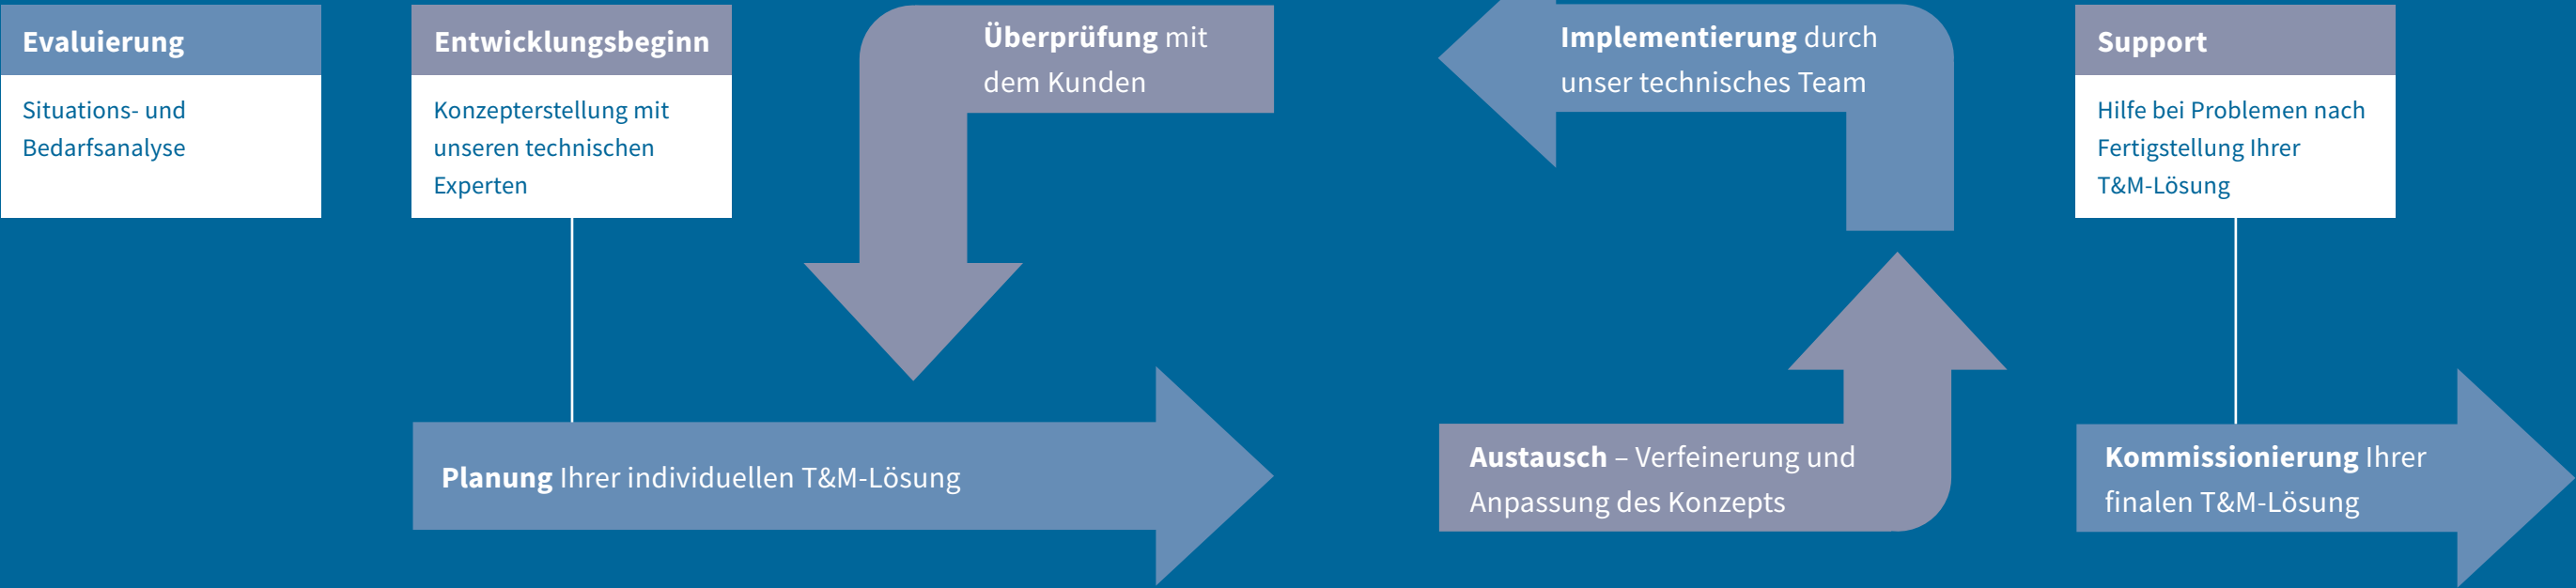 Evaluierung
Situations- und
Bedarfsanalyse
Entwicklungsbeginn
Konzepterstellung mit
unseren technischen
Experten
Überprüfung mit
dem Kunden
Planung Ihrer individuellen T&M-Lösung
Implementierung durch
unser technisches Team
Austausch – Verfeinerung und
Anpassung des Konzepts
Support
Hilfe bei Problemen nach
Fertigstellung Ihrer
T&M-Lösung
Kommissionierung Ihrer
finalen T&M-Lösung